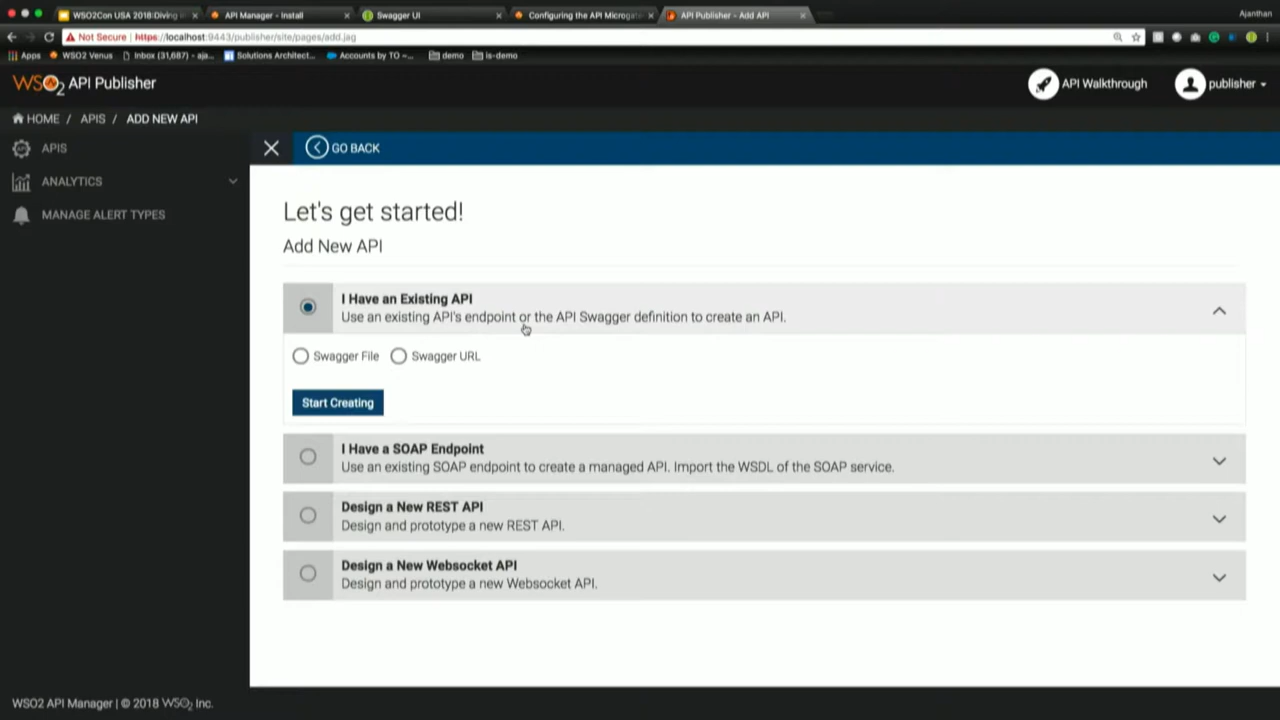 WSO2Con USA 2018:Diving
API Manager - Install
Swagger UI
Configuring the API Microgate
API Publisher - Add API
Ajanthan
Not Secure | https://localhost:9443/publisher/site/pages/add.jag
Apps
WSO2 Venus
Inbox (31,687) - aja...
Solutions Architect...
Accounts by TO –...
demo
is-demo
WSO2 API Publisher
API Walkthrough
publisher
HOME / APIS / ADD NEW API
APIS
GO BACK
ANALYTICS
MANAGE ALERT TYPES
Let's get started!
Add New API
I Have an Existing API
Use an existing API's endpoint or the API Swagger definition to create an API.
Swagger File
Swagger URL
Start Creating
I Have a SOAP Endpoint
Use an existing SOAP endpoint to create a managed API. Import the WSDL of the SOAP service.
Design a New REST API
Design and prototype a new REST API.
Design a New Websocket API
Design and prototype a new Websocket API.
WSO2 API Manager | © 2018 WSO2 Inc.